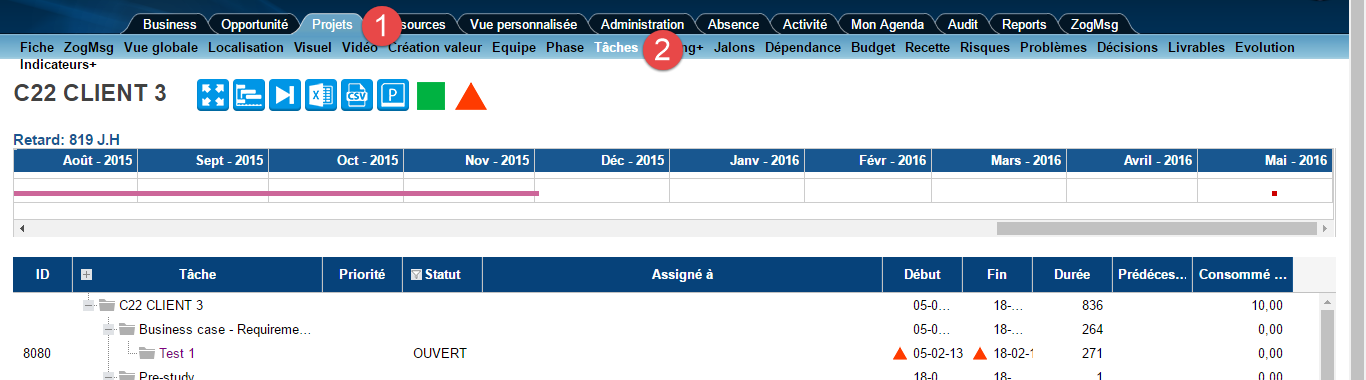 Business Opportunité Projets 1 sources Vue personnalisée Administration Absence Activité Mon Agenda Audit Reports ZogMsg
Fiche ZogMsg Vue globale Localisation Visuel Vidéo Création valeur Equipe Phase Tâches 2 ng+ Jalons Dépendance Budget Recette Risques Problèmes Décisions Livrables Evolution
Indicateurs+
C22 CLIENT 3 CSV P
Retard: 819 J.H
Août - 2015 Sept - 2015 Oct - 2015 Nov - 2015 Déc - 2015 Janv - 2016 Févr - 2016 Mars - 2016 Avril - 2016 Mai - 2016
ID Tâche Priorité Statut Assigné à Début Fin Durée Prédéces... Consommé ...
C22 CLIENT 3 05-0... 18-... 836 10,00
Business case - Requireme... 05-0... 18-... 264 0,00
8080 Test 1 OUVERT 05-02-13 18-02-1 271 0,00
Pre-study 18-0... 18-... 1 0,00